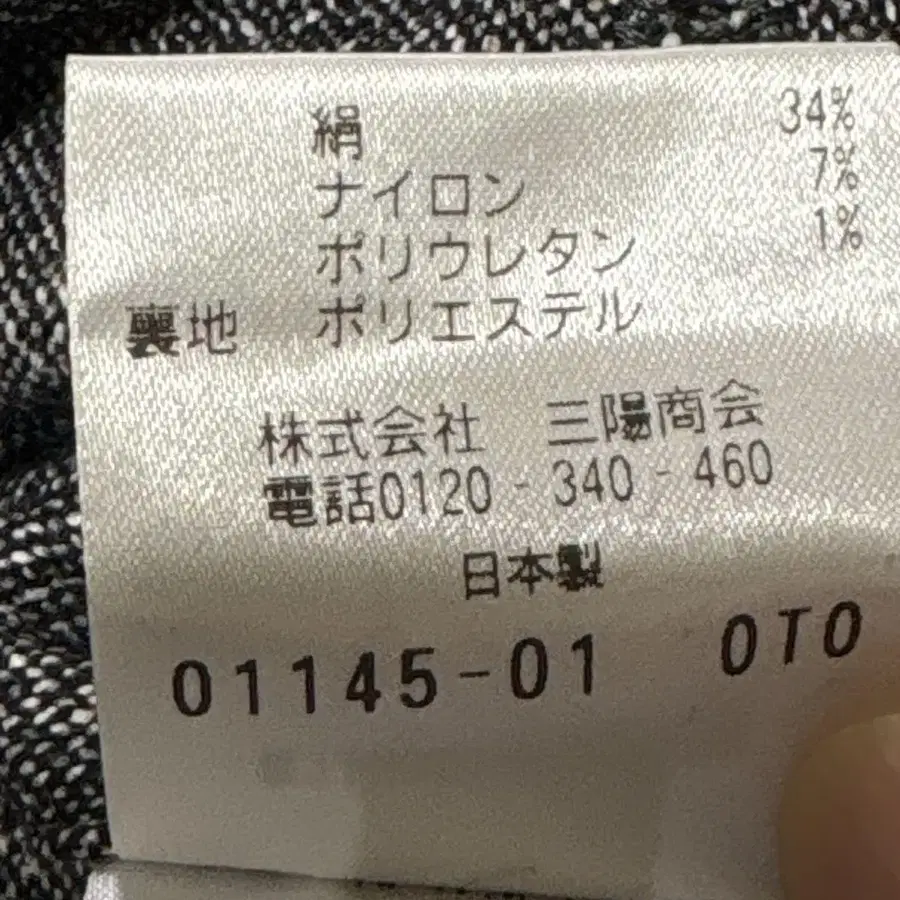 絹 34%
ナイロン 7%
ポリウレタン 1%
裏地 ポリエステル
株式会社 三陽商会
電話0120-340-460
日本製
01145-01 0T0